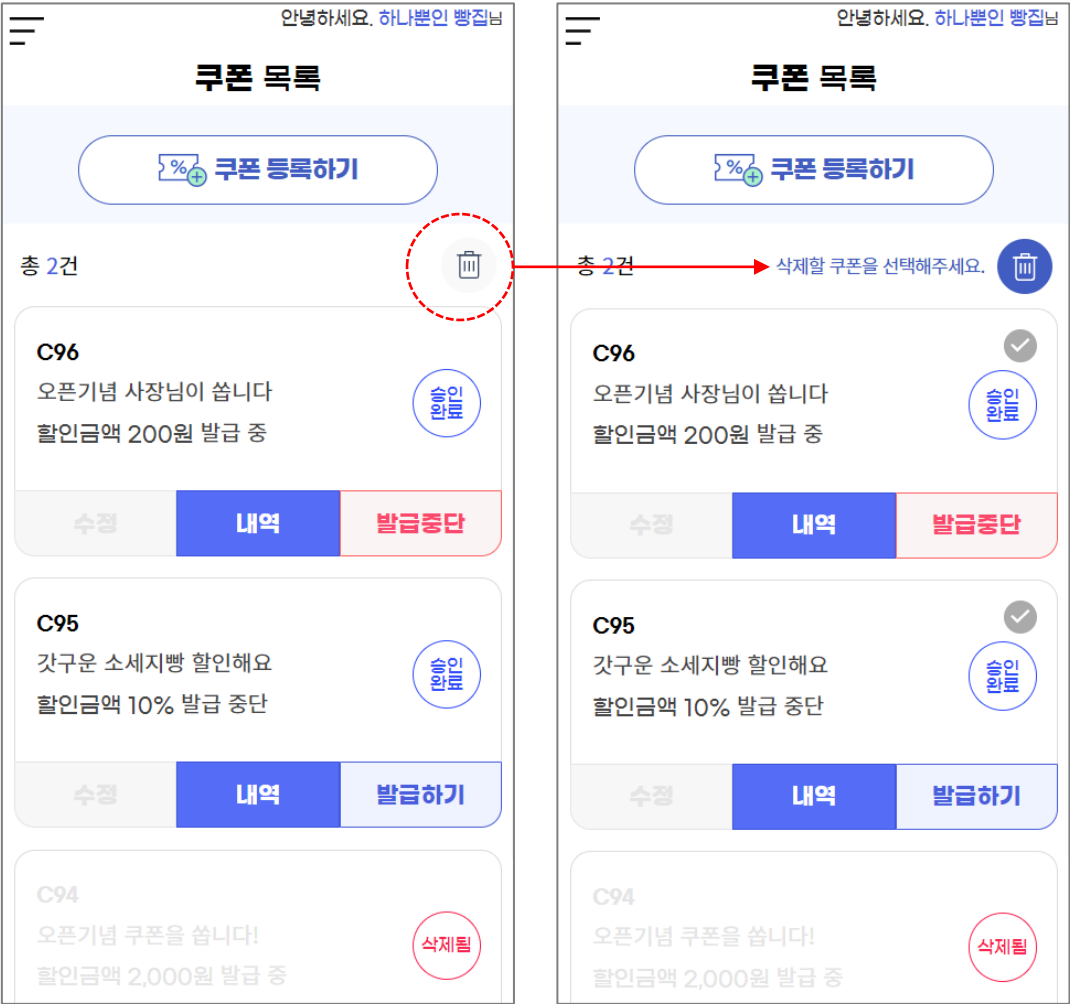 안녕하세요. 하나뿐인 빵집님
쿠폰 목록
쿠폰 등록하기
총 2건
C96
오픈기념 사장님이 쏩니다
할인금액 200원 발급 중
승인
완료
수정
내역
발급중단
C95
갓구운 소세지빵 할인해요
할인금액 10% 발급 중단
승인
완료
수정
내역
발급하기
C94
오픈기념 쿠폰을 쏩니다!
할인금액 2,000원 발급 중
삭제됨
안녕하세요. 하나뿐인 빵집님
쿠폰 목록
쿠폰 등록하기
총 2건
삭제할 쿠폰을 선택해주세요.
C96
오픈기념 사장님이 쏩니다
할인금액 200원 발급 중
승인
완료
수정
내역
발급중단
C95
갓구운 소세지빵 할인해요
할인금액 10% 발급 중단
승인
완료
수정
내역
발급하기
C94
오픈기념 쿠폰을 쏩니다!
할인금액 2,000원 발급 중
삭제됨